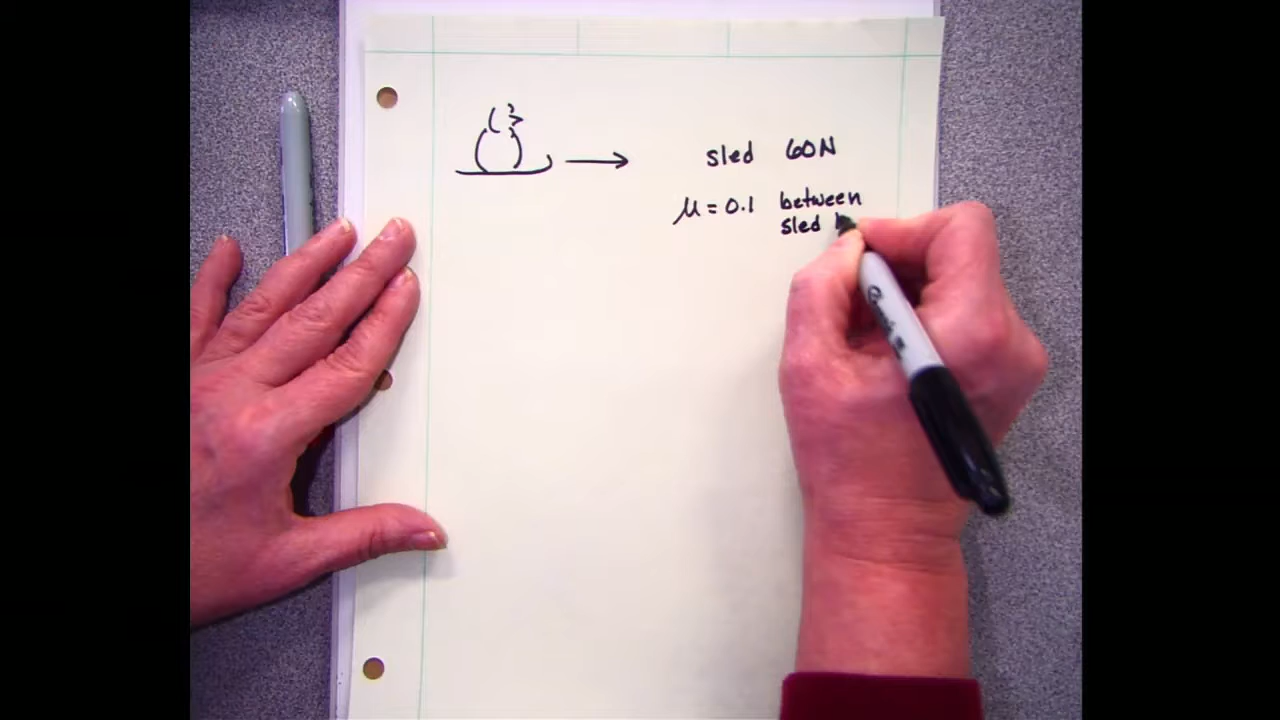 sled 60N
μ = 0.1 between
sled